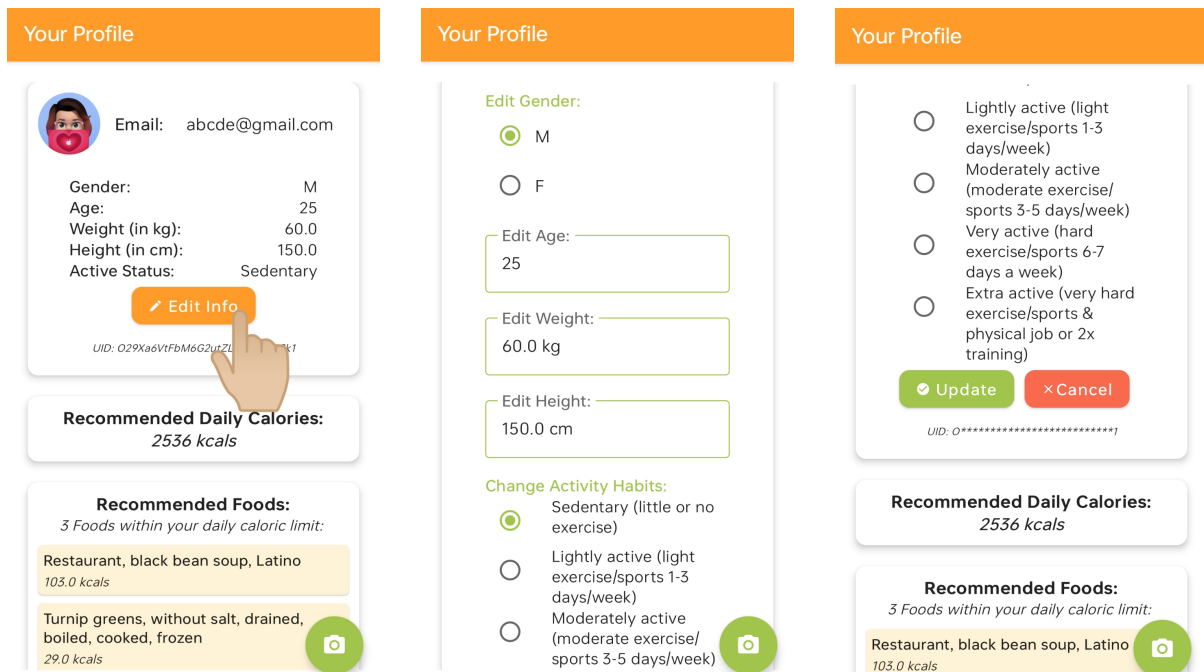 Your Profile
Email: abcde@gmail.com
Gender: M
Age: 25
Weight (in kg): 60.0
Height (in cm): 150.0
Active Status: Sedentary
Edit Info
UID: O29Xa6VtFbM6G2utZL
Recommended Daily Calories:
2536 kcals
Recommended Foods:
3 Foods within your daily caloric limit:
Restaurant, black bean soup, Latino
103.0 kcals
Turnip greens, without salt, drained,
boiled, cooked, frozen
29.0 kcals
Your Profile
Edit Gender:
M
F
Edit Age:
25
Edit Weight:
60.0 kg
Edit Height:
150.0 cm
Change Activity Habits:
Sedentary (little or no
exercise)
Lightly active (light
exercise/sports 1-3
days/week)
Moderately active
(moderate exercise/
sports 3-5 days/week)
Your Profile
Lightly active (light
exercise/sports 1-3
days/week)
Moderately active
(moderate exercise/
sports 3-5 days/week)
Very active (hard
exercise/sports 6-7
days a week)
Extra active (very hard
exercise/sports &
physical job or 2x
training)
Update
×Cancel
UID: O**************************1
Recommended Daily Calories:
2536 kcals
Recommended Foods:
3 Foods within your daily caloric limit:
Restaurant, black bean soup, Latino
103.0 kcals